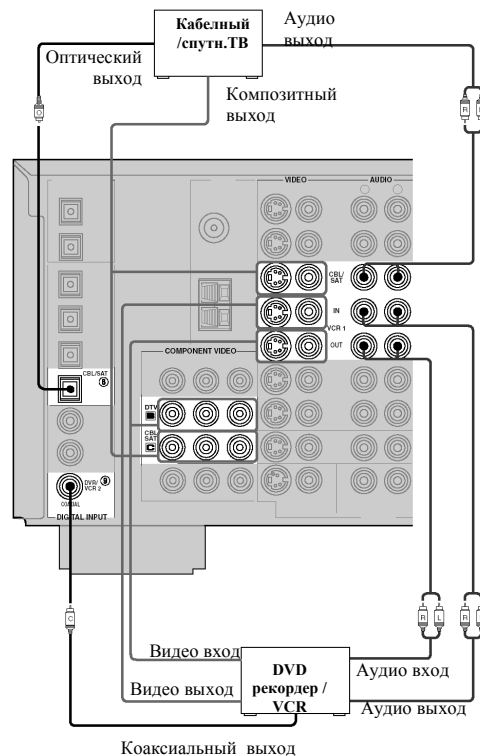 Кабельный
/спутн.ТВ
Аудио
выход
Оптический
выход
Композитный
выход
O
R
VIDEO
AUDIO
CBL/
SAT
IN
VCR 1
OUT
COMPONENT VIDEO
CBL/SAT
DTV
CBL/
SAT
DVR/
VCR 2
COAXIAL
DIGITAL INPUT
C
R
L
R
Видео вход
Видео выход
DVD
рекордер /
VCR
Аудио вход
Аудио выход
Коаксиальный выход